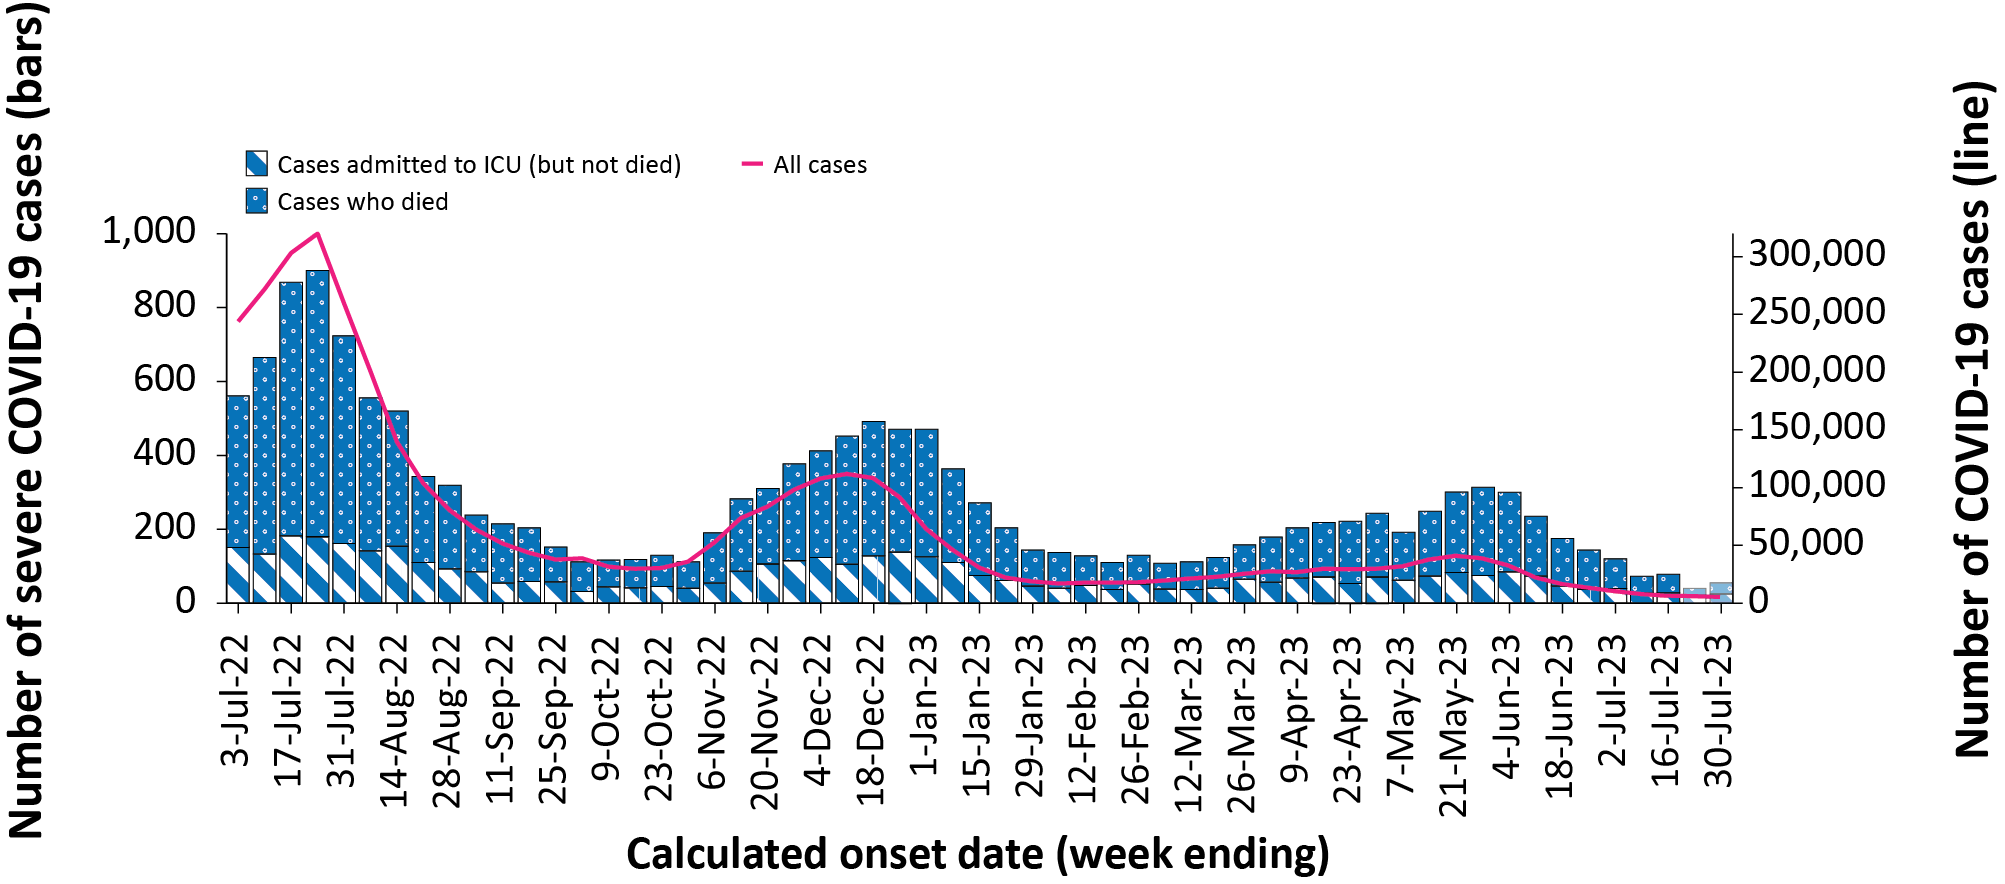 Number of severe COVID-19 cases (bars)
Cases admitted to ICU (but not died)
All cases
Cases who died
1,000
800
600
400
200
0
300,000
250,000
200,000
150,000
100,000
50,000
0
Number of COVID-19 cases (line)
3-Jul-22
17-Jul-22
31-Jul-22
14-Aug-22
28-Aug-22
11-Sep-22
25-Sep-22
9-Oct-22
23-Oct-22
6-Nov-22
20-Nov-22
4-Dec-22
18-Dec-22
1-Jan-23
15-Jan-23
29-Jan-23
12-Feb-23
26-Feb-23
12-Mar-23
26-Mar-23
9-Apr-23
23-Apr-23
7-May-23
21-May-23
4-Jun-23
18-Jun-23
2-Jul-23
16-Jul-23
30-Jul-23
Calculated onset date (week ending)